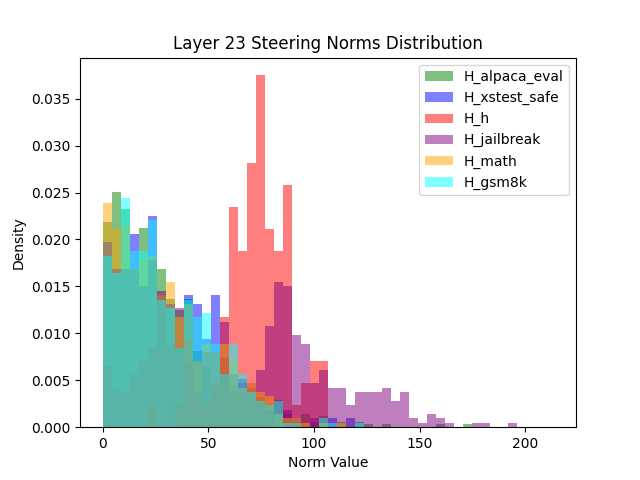 Layer 23 Steering Norms Distribution
H_alpaca_eval
H_xstest_safe
H_h
H_jailbreak
H_math
H_gsm8k
Density
0.035
0.030
0.025
0.020
0.015
0.010
0.005
0.000
0 50 100 150 200
Norm Value